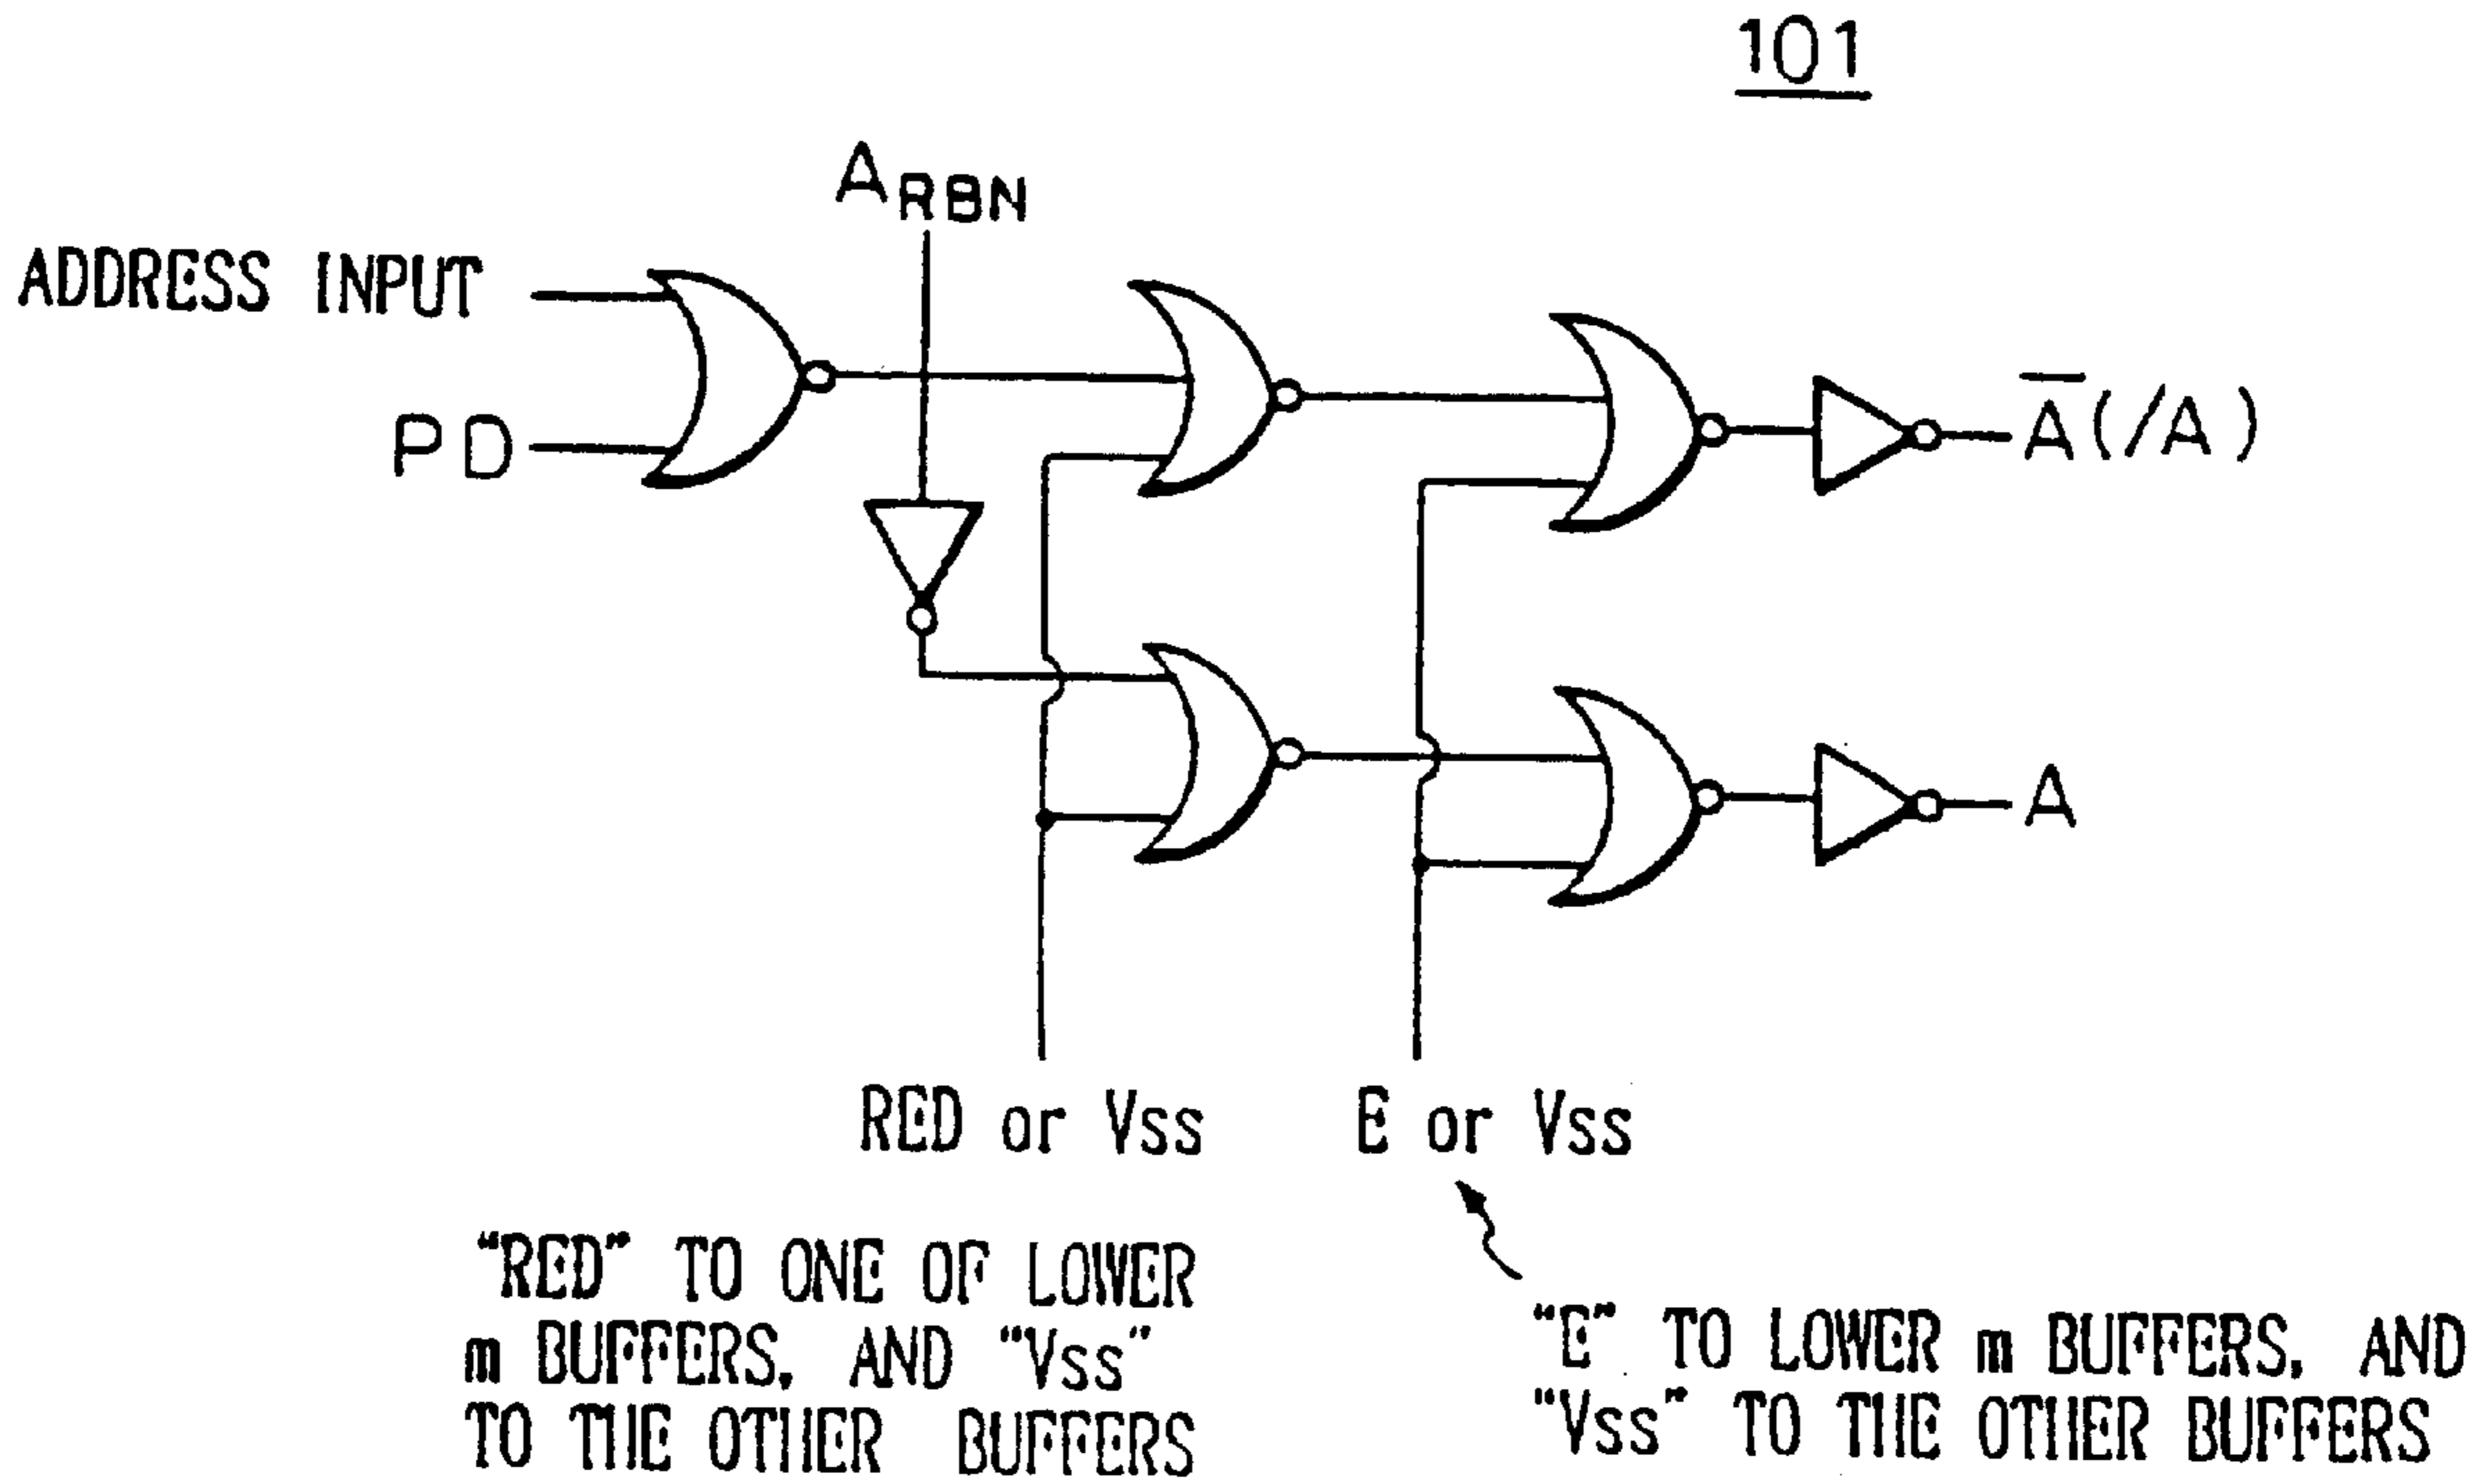 101
ARBN
ADDRESS INPUT
PD
A(/A)
A
RED or Vss
E or Vss
"RED" TO ONE OF LOWER
m BUFFERS, AND "Vss"
TO THE OTHER BUFFERS
"E" TO LOWER m BUFFERS, AND
"Vss" TO THE OTHER BUFFERS